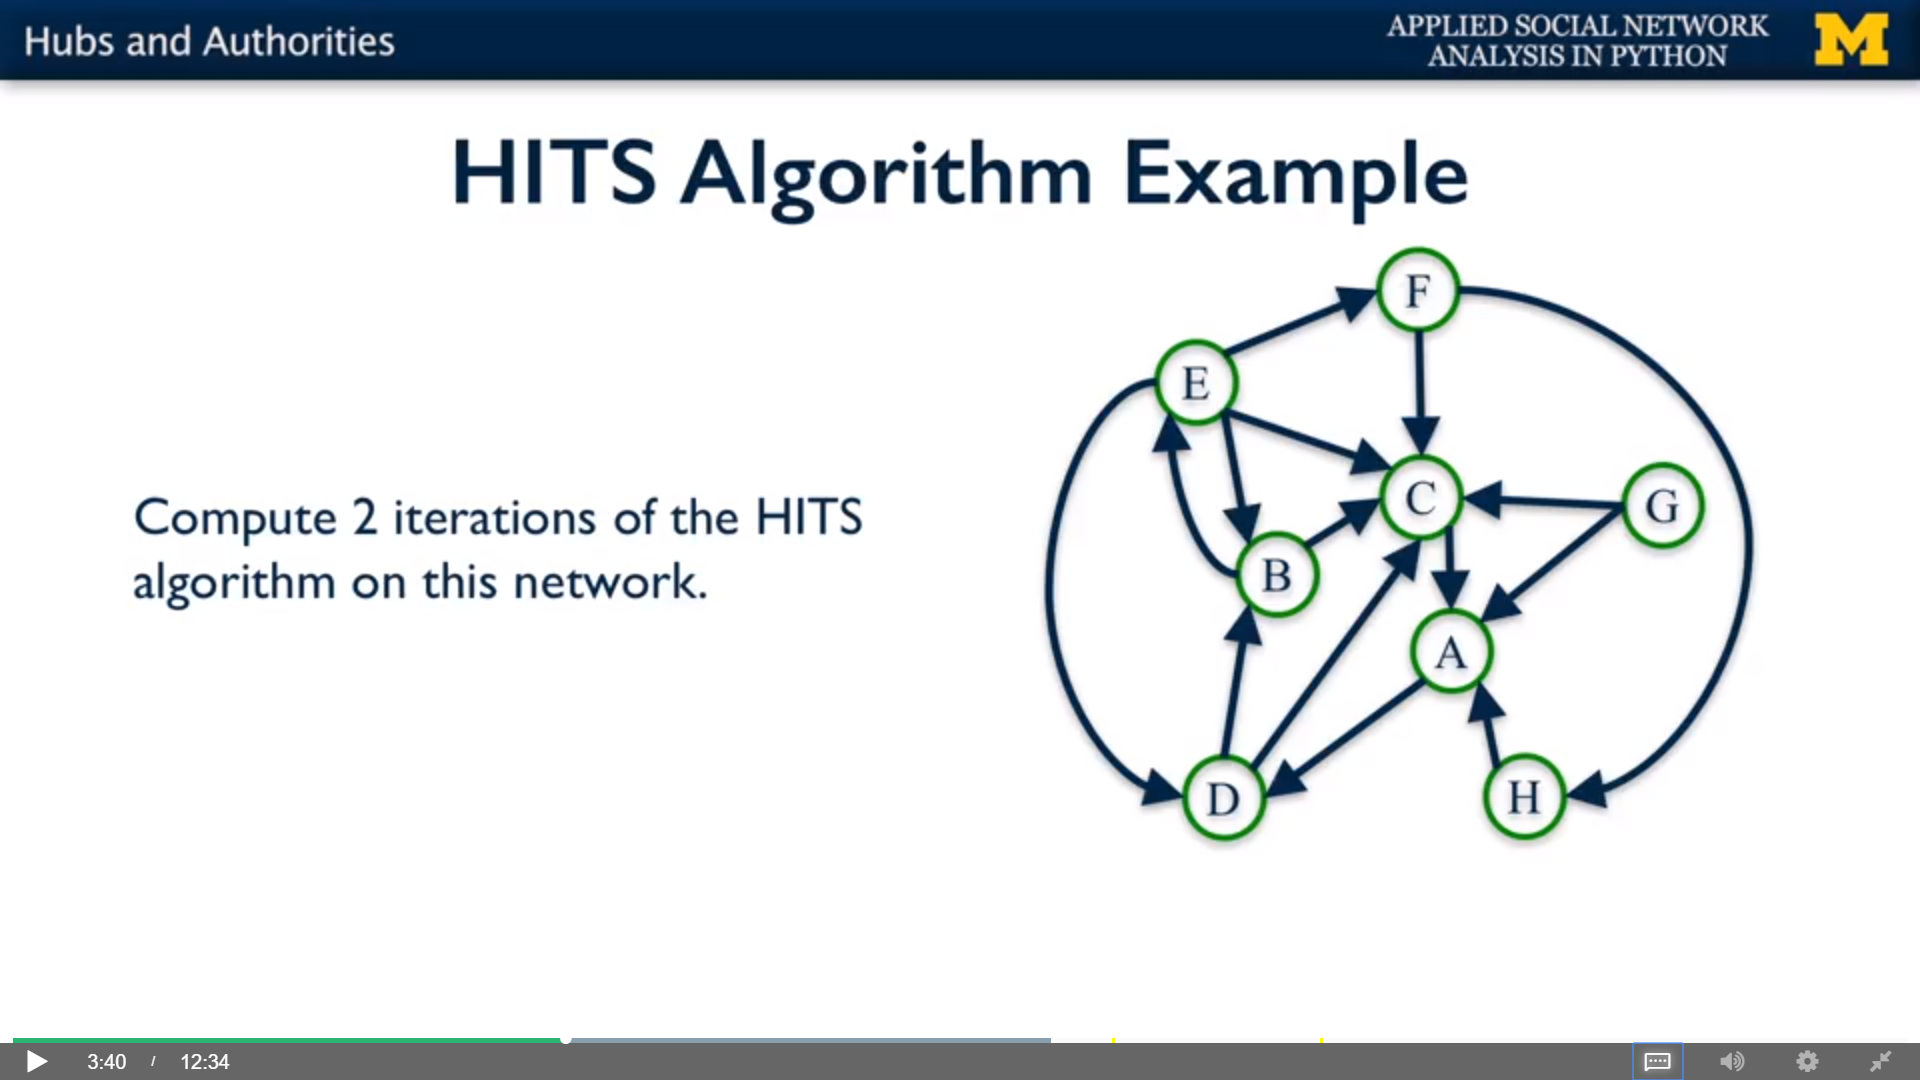 Hubs and Authorities
APPLIED SOCIAL NETWORK
ANALYSIS IN PYTHON
M
HITS Algorithm Example
Compute 2 iterations of the HITS
algorithm on this network.
F
E
C
G
B
A
D
H
3:40 / 12:34